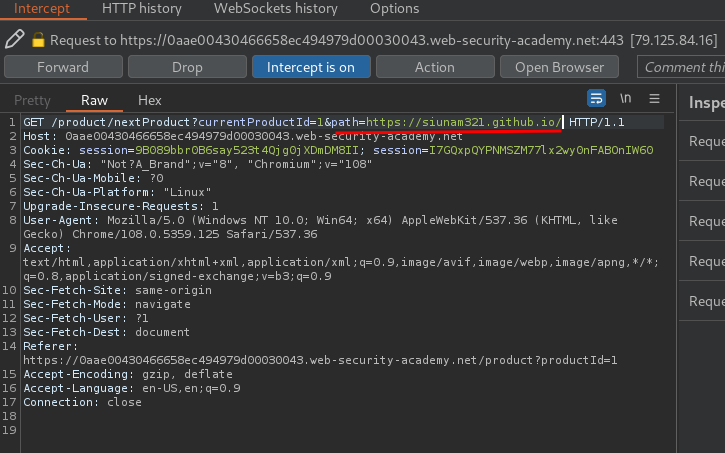 Intercept HTTP history WebSockets history Options
Request to https://0aae00430466658ec494979d00030043.web-security-academy.net:443 [79.125.84.16]
Forward Drop Intercept is on Action Open Browser Comment this
Pretty Raw Hex \n Inspe
1 GET /product/nextProduct?currentProductId=1&path=https://siunam321.github.io/ HTTP/1.1
2 Host: 0aae00430466658ec494979d00030043.web-security-academy.net
3 Cookie: session=9B089bbr0B6say523t4Qjg0jXDmDM8II; session=I7GQxpQYPNMSZM77lx2wy0nFABOnIW60
4 Sec-Ch-Ua: "Not?A_Brand";v="8", "Chromium";v="108"
5 Sec-Ch-Ua-Mobile: ?0
6 Sec-Ch-Ua-Platform: "Linux"
7 Upgrade-Insecure-Requests: 1
8 User-Agent: Mozilla/5.0 (Windows NT 10.0; Win64; x64) AppleWebKit/537.36 (KHTML, like
Gecko) Chrome/108.0.5359.125 Safari/537.36
9 Accept:
text/html,application/xhtml+xml,application/xml;q=0.9,image/avif,image/webp,image/apng,*/*;
q=0.8,application/signed-exchange;v=b3;q=0.9
10 Sec-Fetch-Site: same-origin
11 Sec-Fetch-Mode: navigate
12 Sec-Fetch-User: ?1
13 Sec-Fetch-Dest: document
14 Referer:
https://0aae00430466658ec494979d00030043.web-security-academy.net/product?productId=1
15 Accept-Encoding: gzip, deflate
16 Accept-Language: en-US,en;q=0.9
17 Connection: close
18
19
Reque
Reque
Reque
Reque
Reque